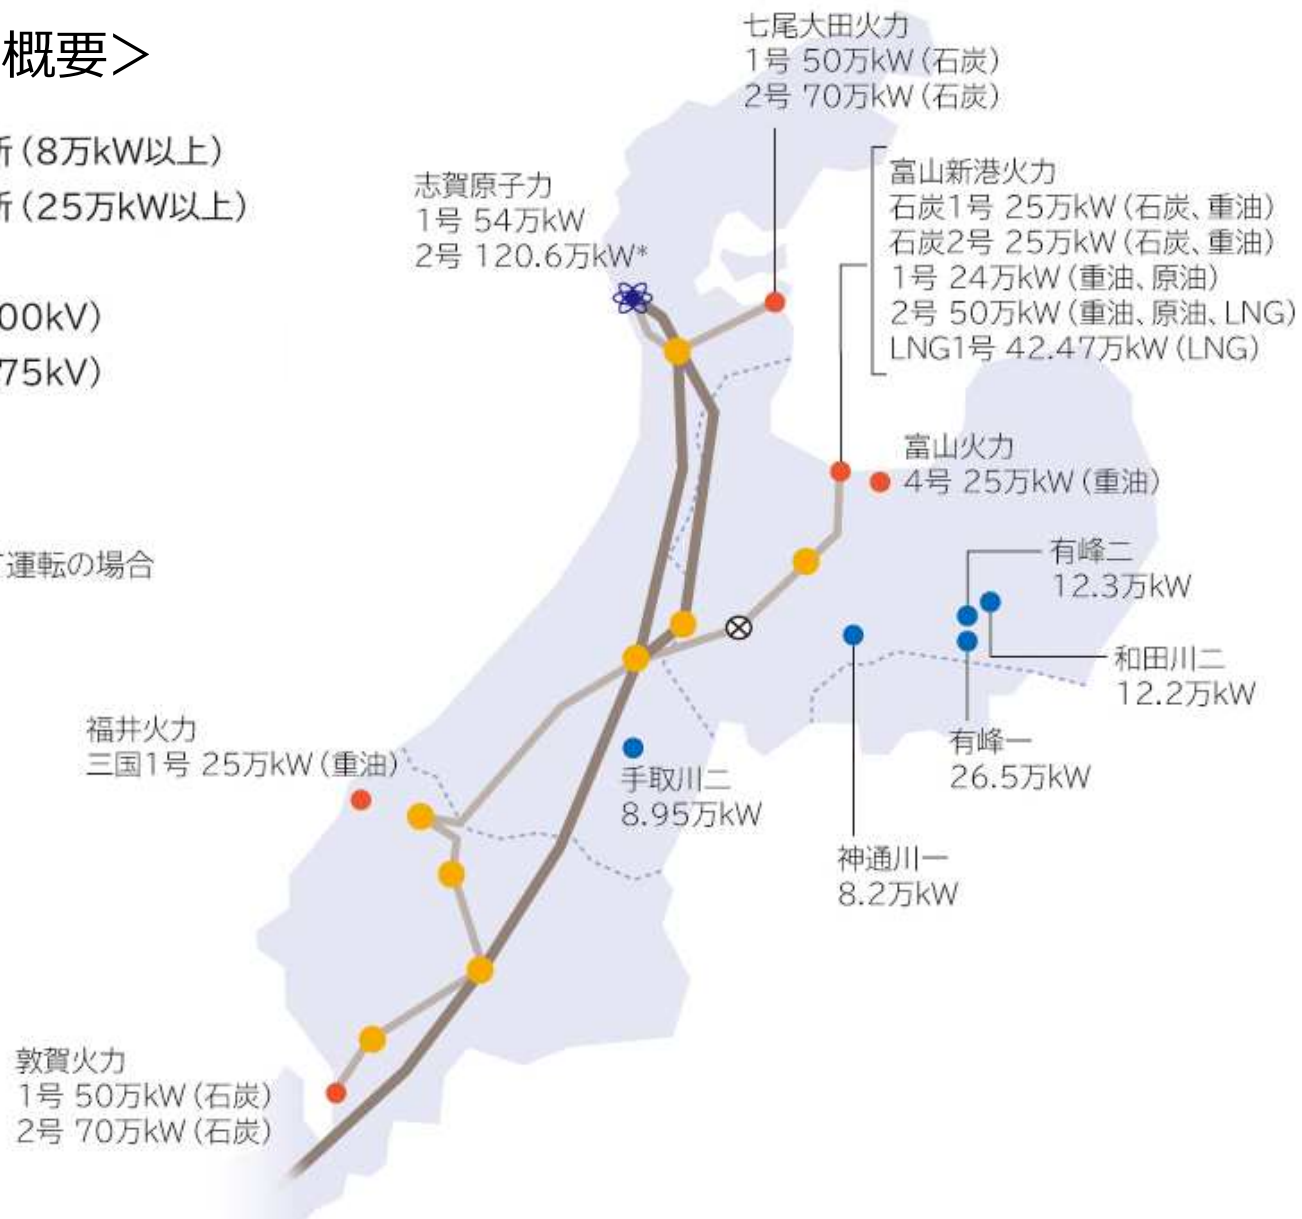 概要>
所(8万kW以上)
所(25万kW以上)
00kV)
75kV)
て運転の場合
七尾大田火力
1号 50万kW(石炭)
2号 70万kW(石炭)
志賀原子力
1号 54万kW
2号 120.6万kW*
富山新港火力
石炭1号 25万kW(石炭、重油)
石炭2号 25万kW(石炭、重油)
1号 24万kW(重油、原油)
2号 50万kW(重油、原油、LNG)
LNG1号 42.47万kW(LNG)
富山火力
4号 25万kW(重油)
有峰二
12.3万kW
和田川二
12.2万kW
有峰一
26.5万kW
福井火力
三国1号 25万kW(重油)
手取川二
8.95万kW
神通川一
8.2万kW
敦賀火力
1号 50万kW(石炭)
2号 70万kW(石炭)